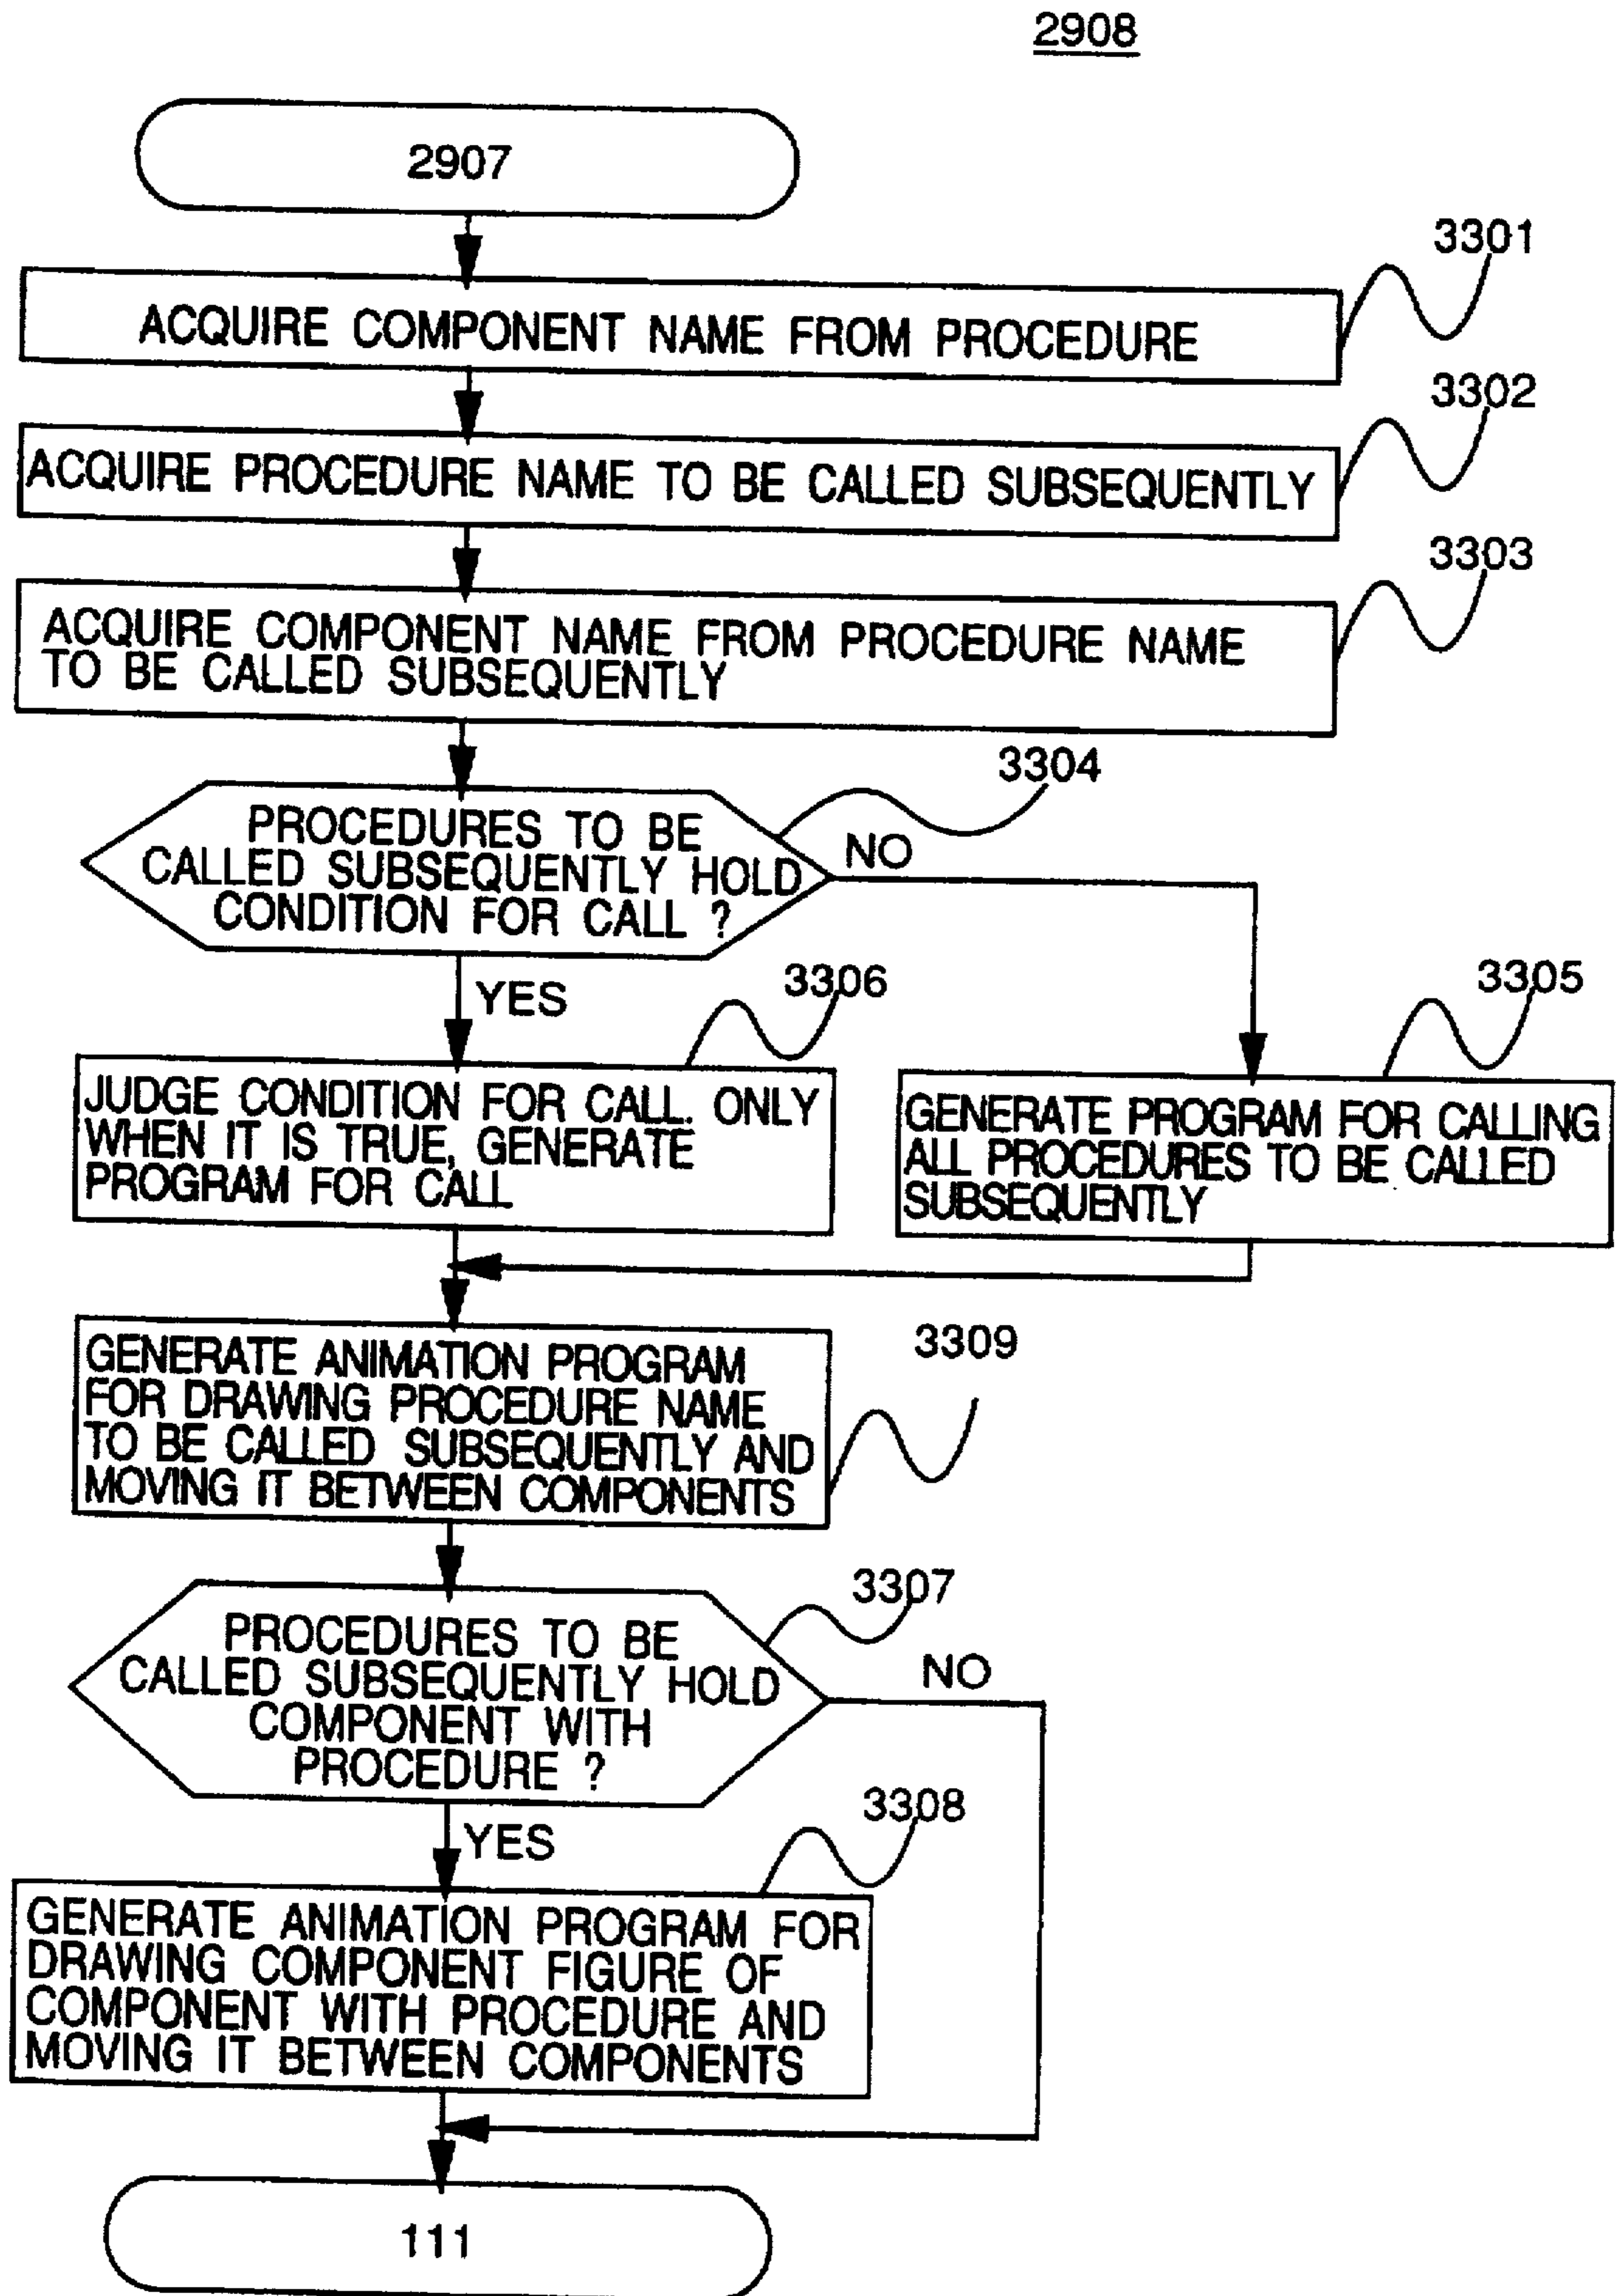 2908
2907
3301
ACQUIRE COMPONENT NAME FROM PROCEDURE
3302
ACQUIRE PROCEDURE NAME TO BE CALLED SUBSEQUENTLY
3303
ACQUIRE COMPONENT NAME FROM PROCEDURE NAME
TO BE CALLED SUBSEQUENTLY
3304
PROCEDURES TO BE
CALLED SUBSEQUENTLY HOLD
CONDITION FOR CALL ?
NO
YES
3306
3305
JUDGE CONDITION FOR CALL. ONLY
WHEN IT IS TRUE, GENERATE
PROGRAM FOR CALL
GENERATE PROGRAM FOR CALLING
ALL PROCEDURES TO BE CALLED
SUBSEQUENTLY
GENERATE ANIMATION PROGRAM
FOR DRAWING PROCEDURE NAME
TO BE CALLED SUBSEQUENTLY AND
MOVING IT BETWEEN COMPONENTS
3309
3307
PROCEDURES TO BE
CALLED SUBSEQUENTLY HOLD
COMPONENT WITH
PROCEDURE ?
NO
YES
3308
GENERATE ANIMATION PROGRAM FOR
DRAWING COMPONENT FIGURE OF
COMPONENT WITH PROCEDURE AND
MOVING IT BETWEEN COMPONENTS
111